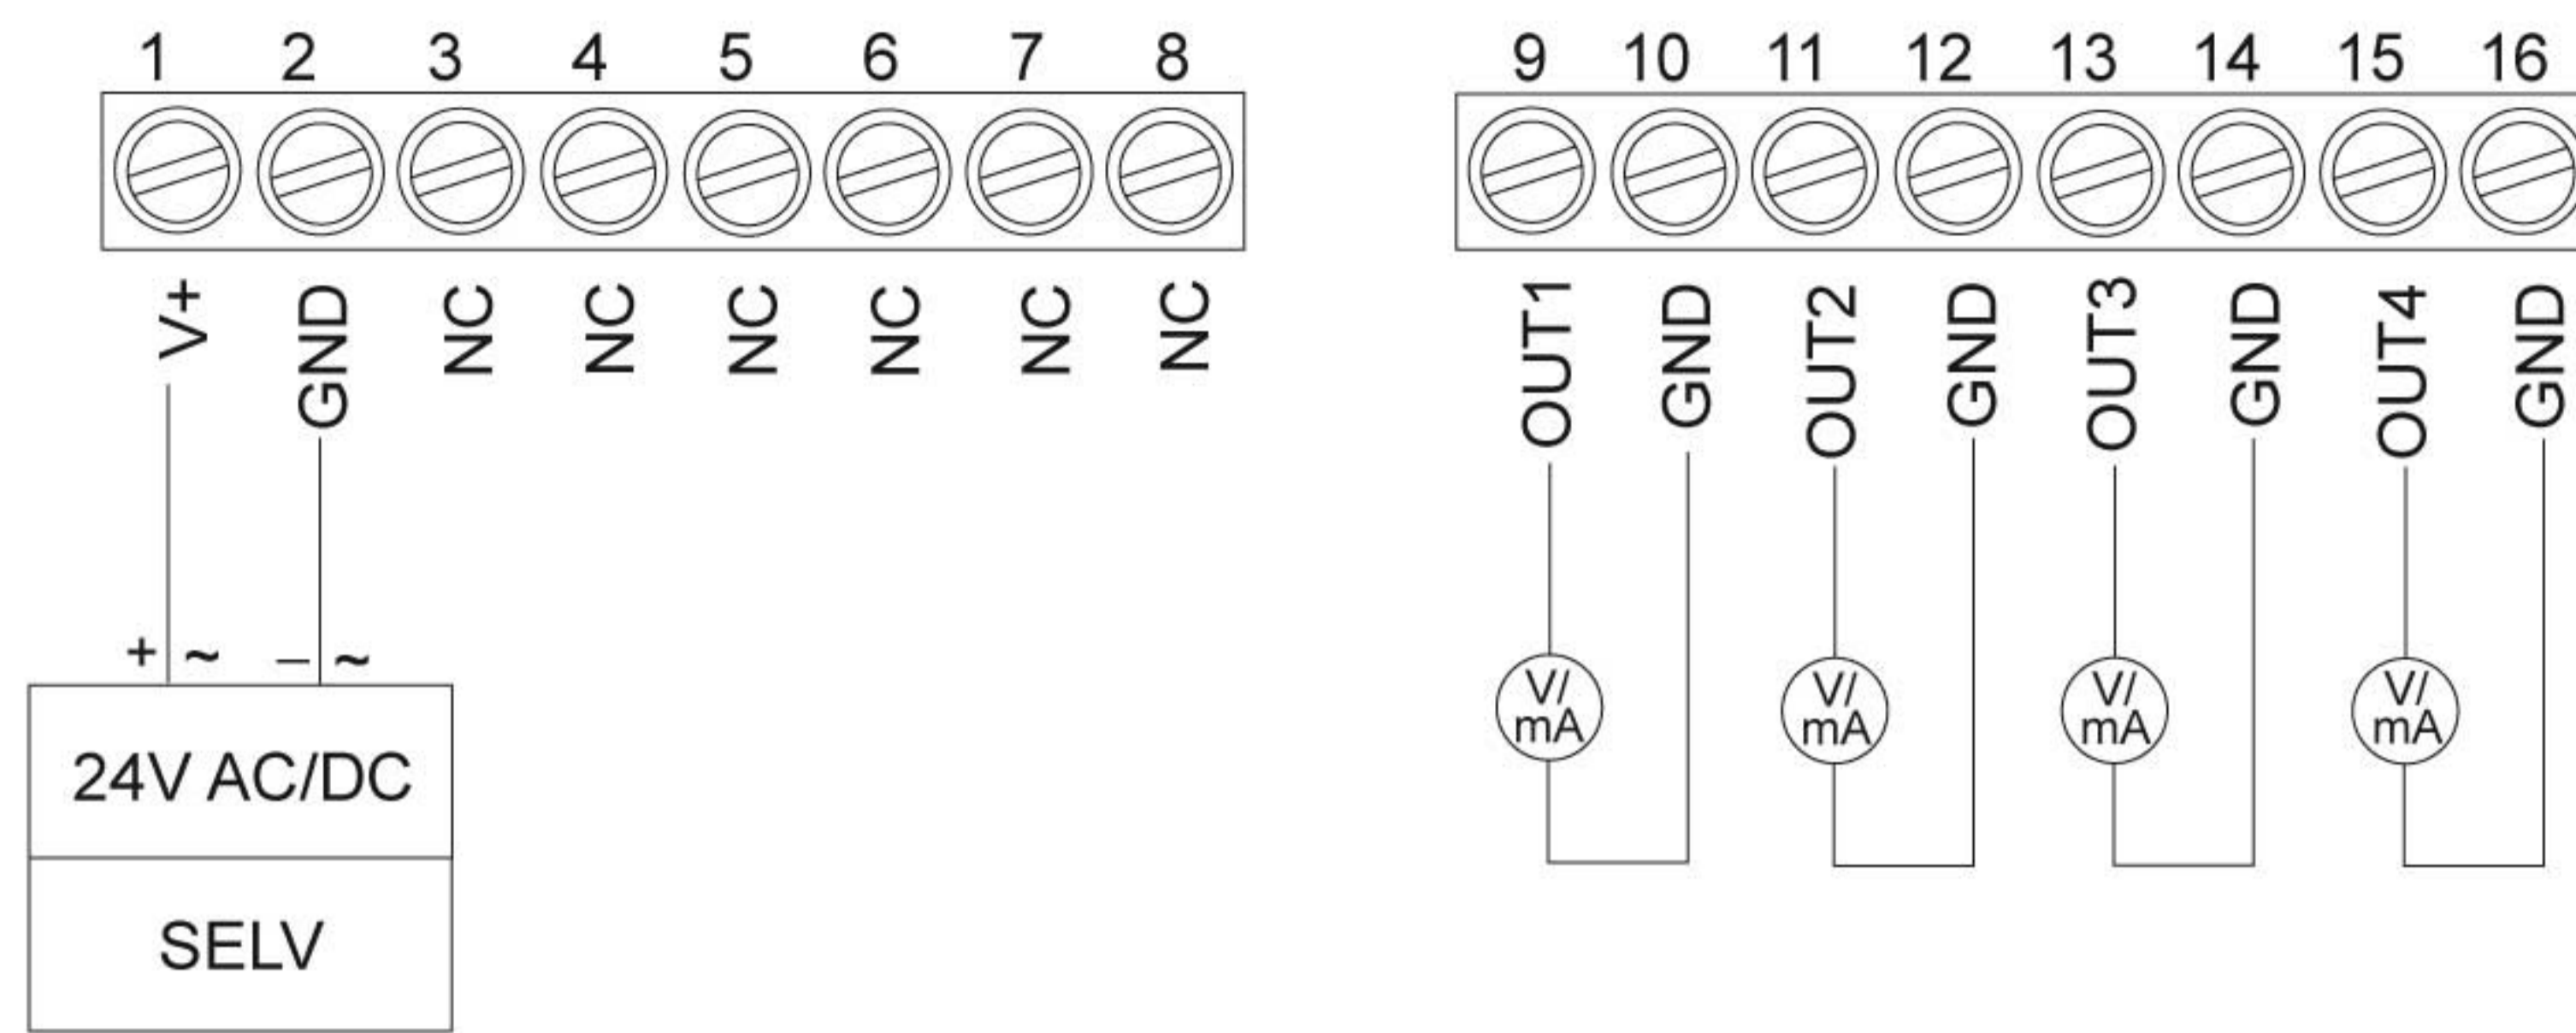 1 2 3 4 5 6 7 8 9 10 11 12 13 14 15 16
V+ GND NC NC NC NC NC NC OUT1 GND OUT2 GND OUT3 GND OUT4 GND
+ ~ – ~
V/ V/ V/ V/
mA mA mA mA
24V AC/DC
SELV